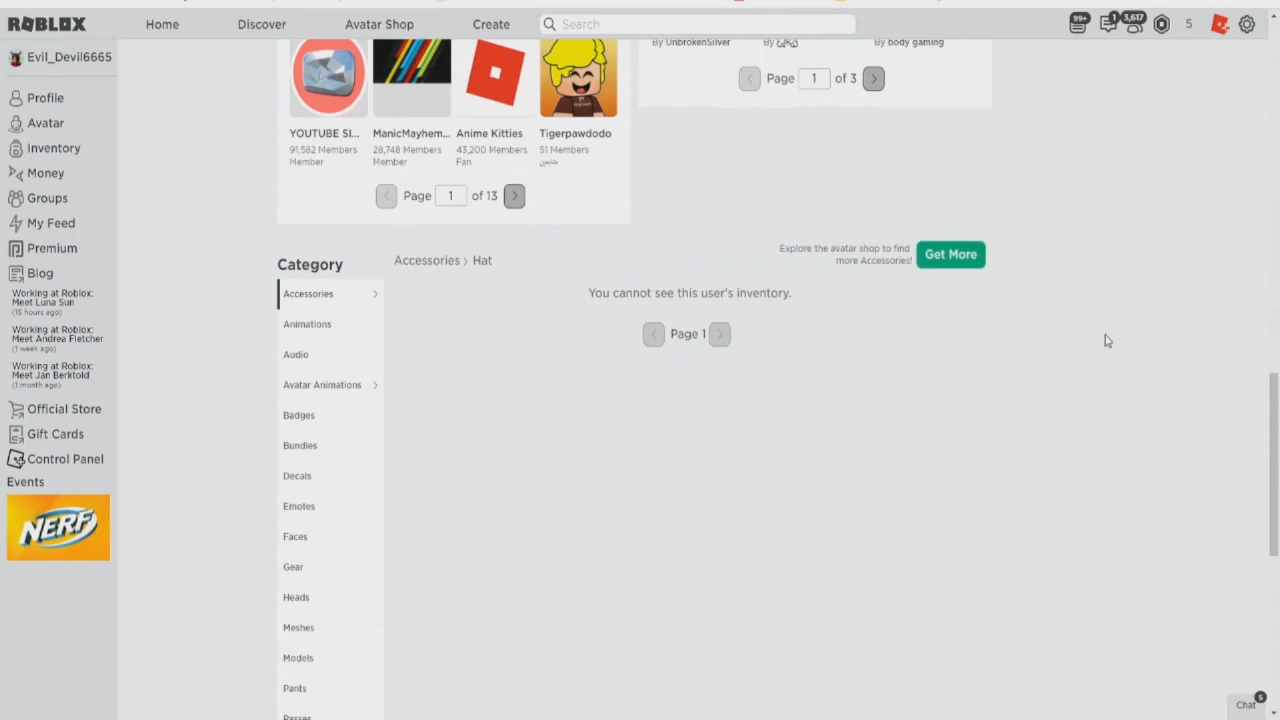 ROBLOX
Home
Discover
Avatar Shop
Create
Search
99+
1
3,617
5
Evil_Devil6665
Profile
Avatar
Inventory
Money
Groups
My Feed
Premium
Blog
Working at Roblox:
Meet Luna Sun
(15 hours ago)
Working at Roblox:
Meet Andrea Fletcher
(1 week ago)
Working at Roblox:
Meet Jan Berktold
(1 month ago)
Official Store
Gift Cards
Control Panel
Events
NERF
YOUTUBE SI...
91,582 Members
Member
ManicMayhem...
28,748 Members
Member
Anime Kitties
43,200 Members
Fan
Tigerpawdodo
51 Members
Page 1 of 13
By UnbrokenSilver
By
By body gaming
Page 1 of 3
Category
Accessories > Hat
Explore the avatar shop to find
more Accessories!
Get More
Accessories
Animations
Audio
Avatar Animations
Badges
Bundles
Decals
Emotes
Faces
Gear
Heads
Meshes
Models
Pants
Passes
You cannot see this user's inventory.
Page 1
Chat
5